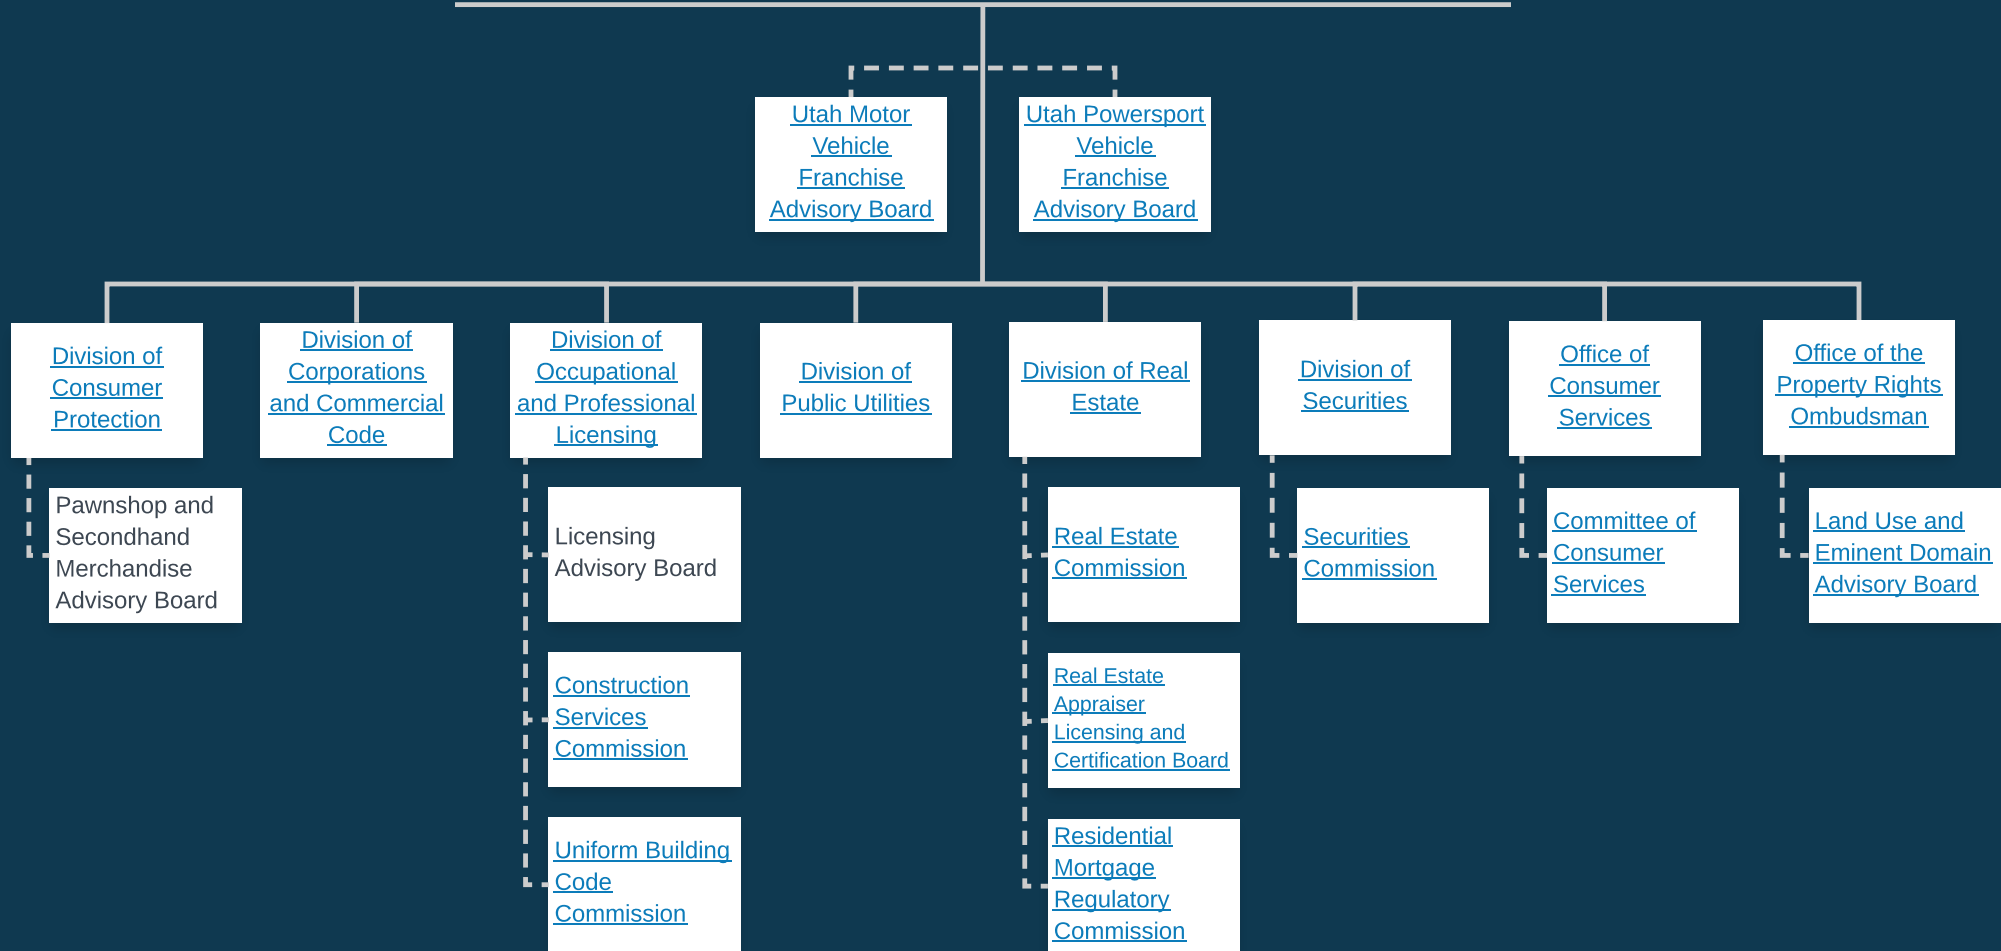 Utah Motor
Vehicle
Franchise
Advisory Board
Utah Powersport
Vehicle
Franchise
Advisory Board
Division of
Consumer
Protection
Division of
Corporations
and Commercial
Code
Division of
Occupational
and Professional
Licensing
Division of
Public Utilities
Division of Real
Estate
Division of
Securities
Office of
Consumer
Services
Office of the
Property Rights
Ombudsman
Pawnshop and
Secondhand
Merchandise
Advisory Board
Licensing
Advisory Board
Real Estate
Commission
Securities
Commission
Committee of
Consumer
Services
Land Use and
Eminent Domain
Advisory Board
Construction
Services
Commission
Real Estate
Appraiser
Licensing and
Certification Board
Uniform Building
Code
Commission
Residential
Mortgage
Regulatory
Commission